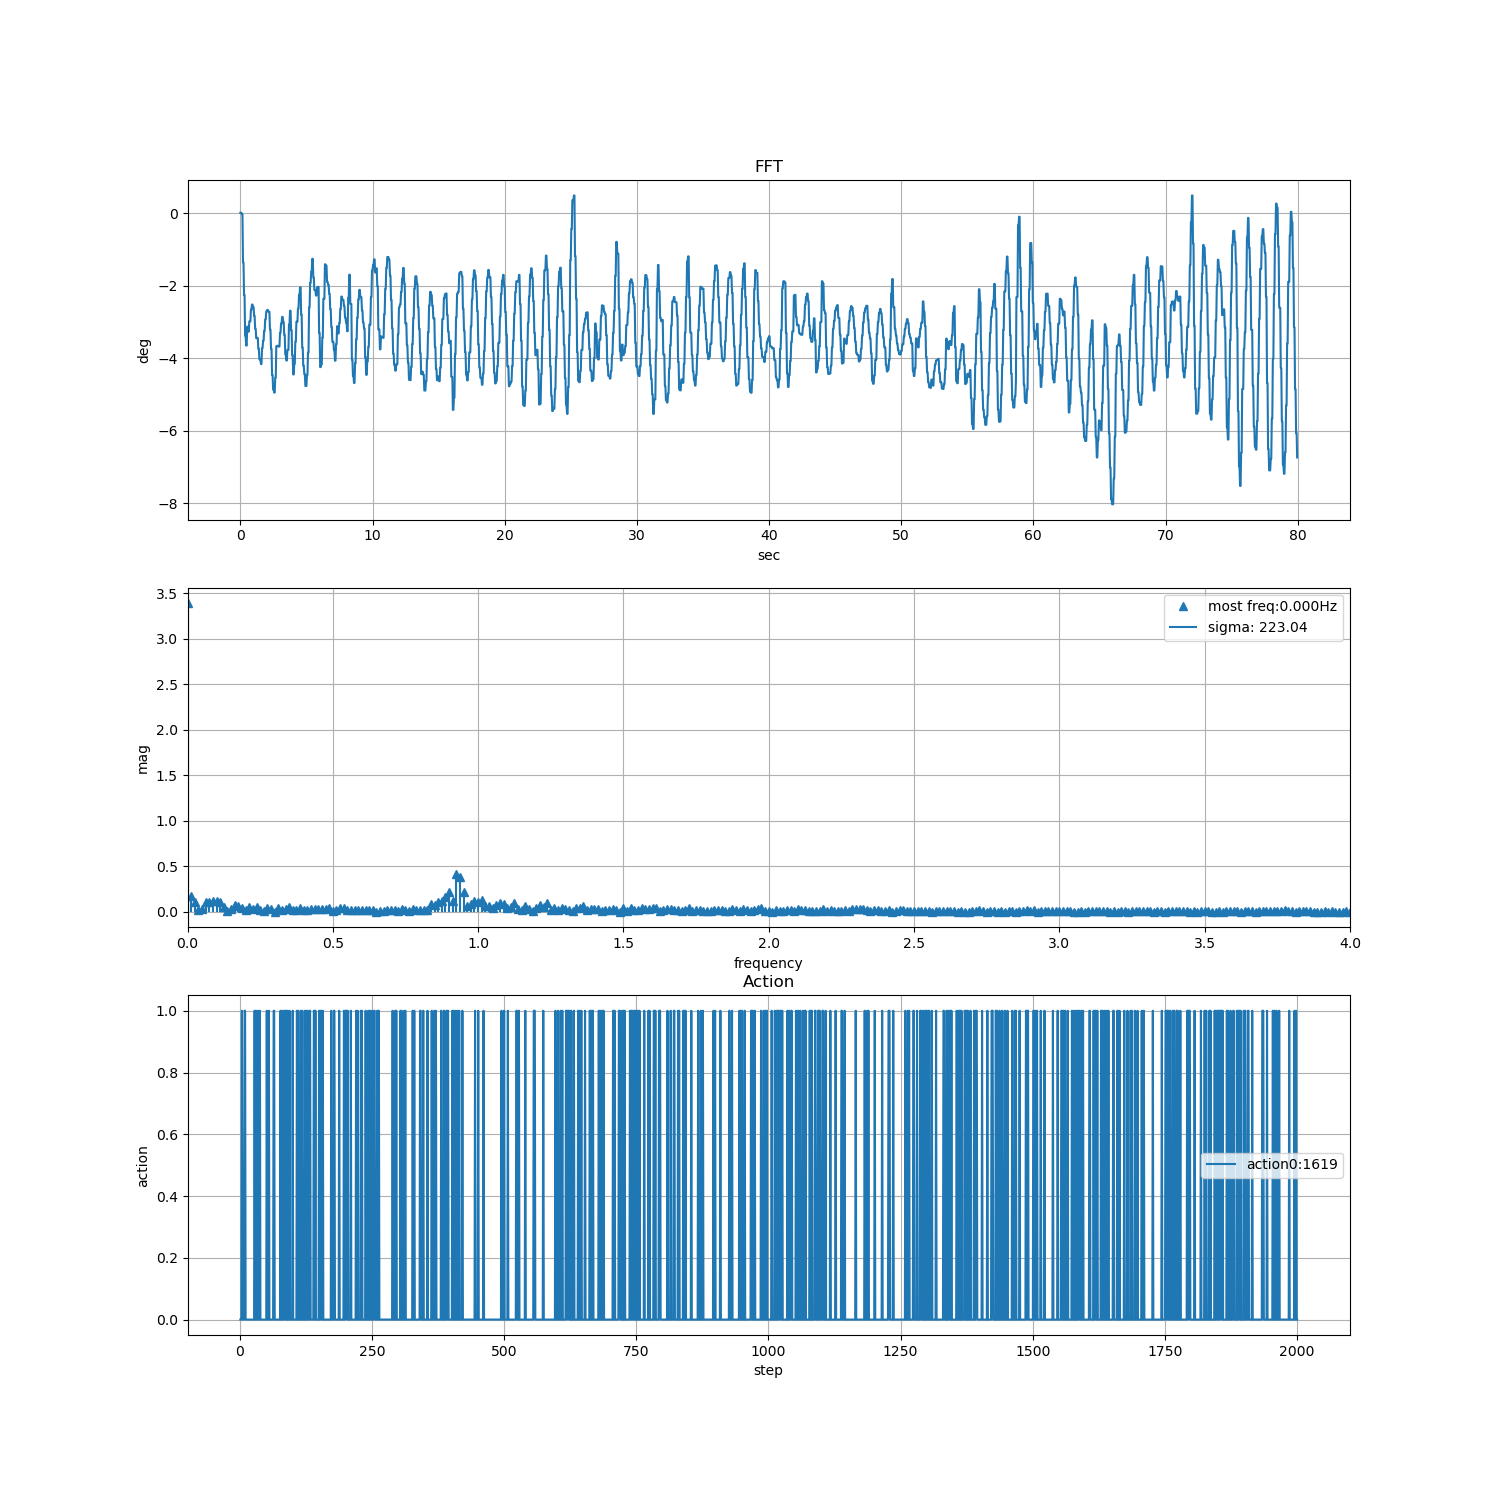 FFT
0
−2
−4
−6
−8
deg
0 10 20 30 40 50 60 70 80
sec
3.5
3.0
2.5
2.0
1.5
1.0
0.5
0.0
mag
most freq:0.000Hz
sigma: 223.04
0.0 0.5 1.0 1.5 2.0 2.5 3.0 3.5 4.0
frequency
Action
1.0
0.8
0.6
0.4
0.2
0.0
action
action0:1619
0 250 500 750 1000 1250 1500 1750 2000
step